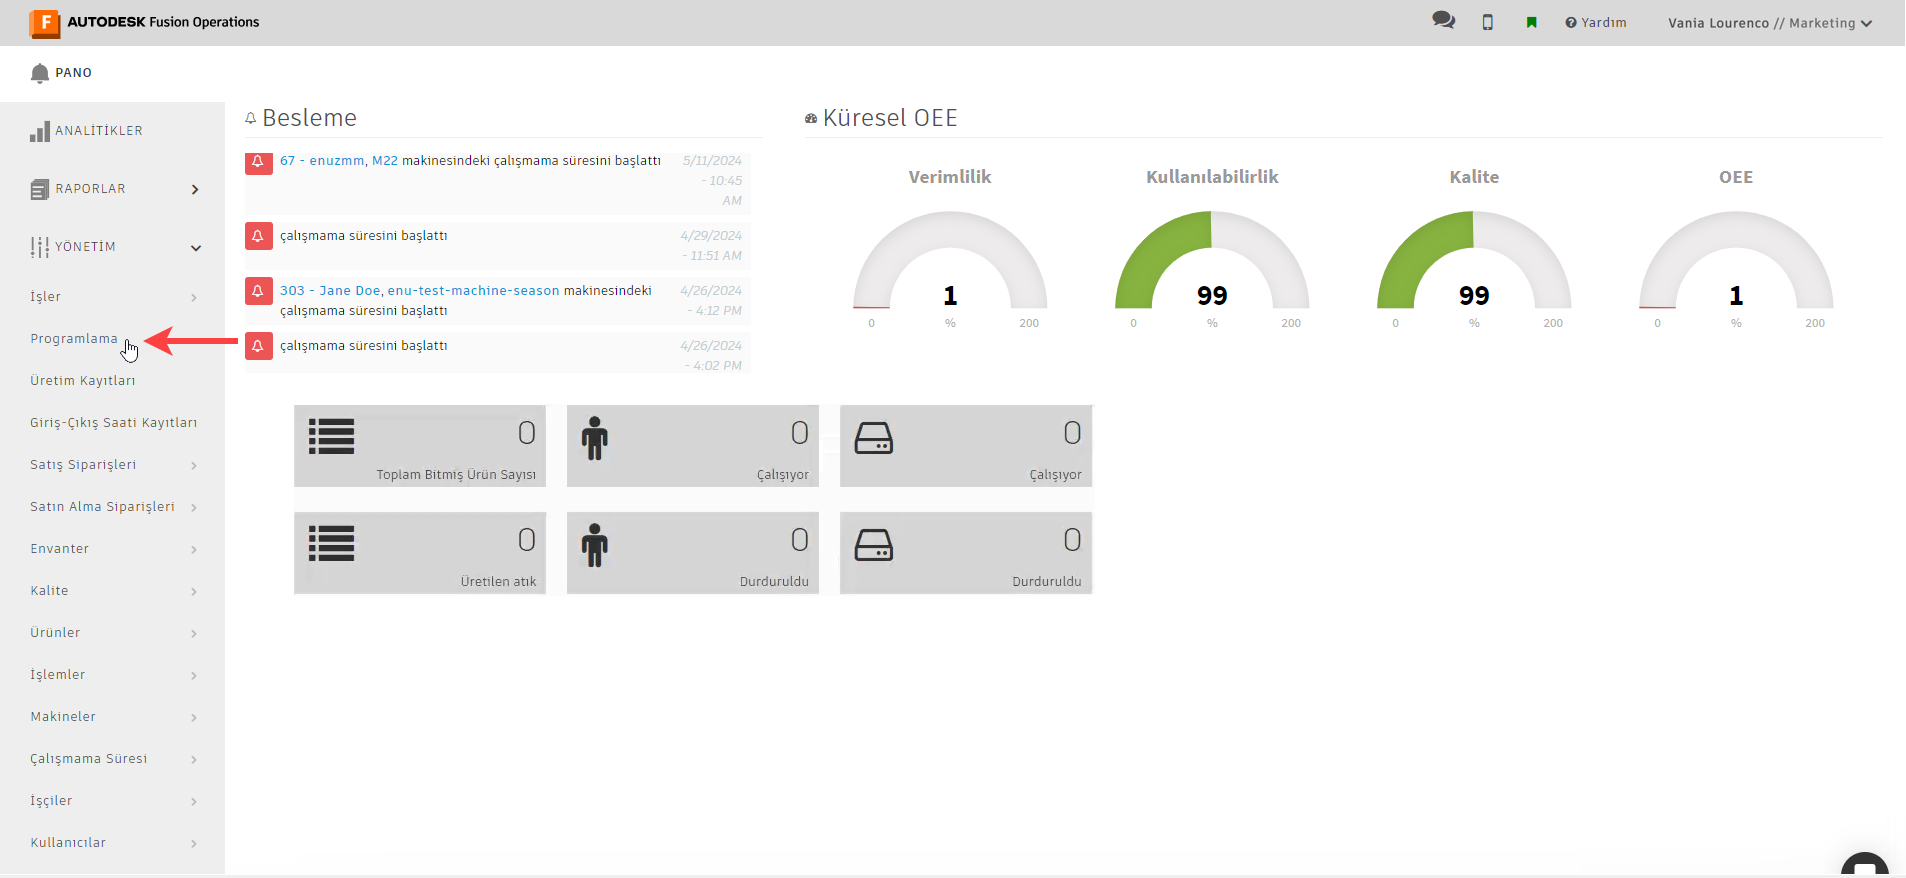 F AUTODESK Fusion Operations
Yardım
Vania Lourenco // Marketing
PANO
ANALİTİKLER
RAPORLAR
YÖNETİM
İşler
Programlama
Üretim Kayıtları
Giriş-Çıkış Saati Kayıtları
Satış Siparişleri
Satın Alma Siparişleri
Envanter
Kalite
Ürünler
İşlemler
Makineler
Çalışmama Süresi
İşçiler
Kullanıcılar
Besleme
67 - enuzmm, M22 makinesindeki çalışmama süresini başlattı
5/11/2024
- 10:45
AM
çalışmama süresini başlattı
4/29/2024
- 11:51 AM
303 - Jane Doe, enu-test-machine-season makinesindeki
çalışmama süresini başlattı
4/26/2024
- 4:12 PM
çalışmama süresini başlattı
4/26/2024
- 4:02 PM
Küresel OEE
Verimlilik
1
0 % 200
Kullanılabilirlik
99
0 % 200
Kalite
99
0 % 200
OEE
1
0 % 200
0
Toplam Bitmiş Ürün Sayısı
0
Çalışıyor
0
Çalışıyor
0
Üretilen atık
0
Durduruldu
0
Durduruldu